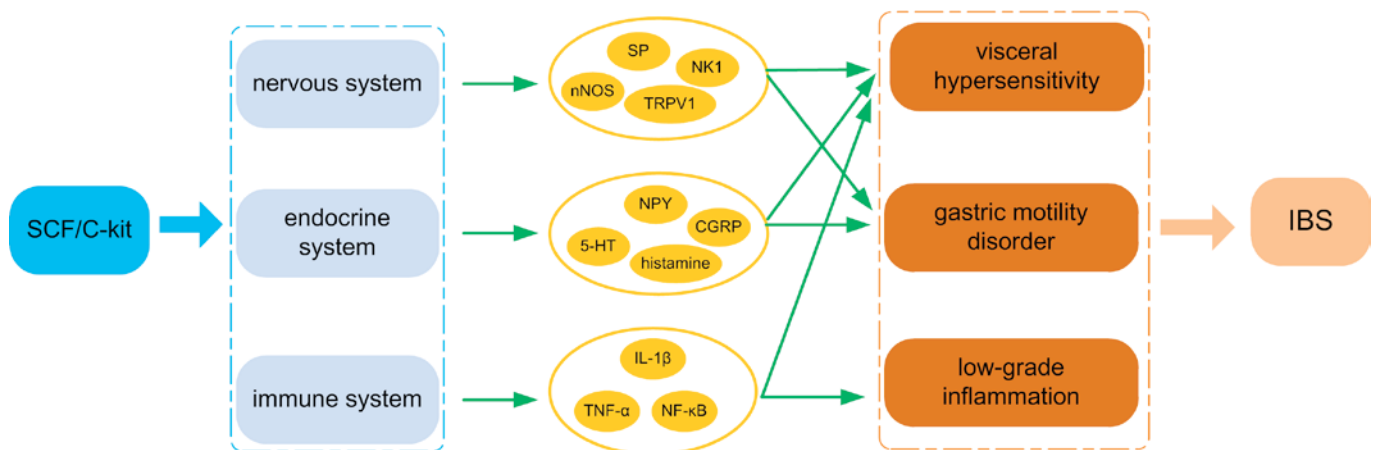 SCF/C-kit
nervous system
endocrine
system
immune system
SP
NK1
nNOS
TRPV1
NPY
CGRP
5-HT
histamine
IL-1β
TNF-α
NF-κB
visceral
hypersensitivity
gastric motility
disorder
low-grade
inflammation
IBS